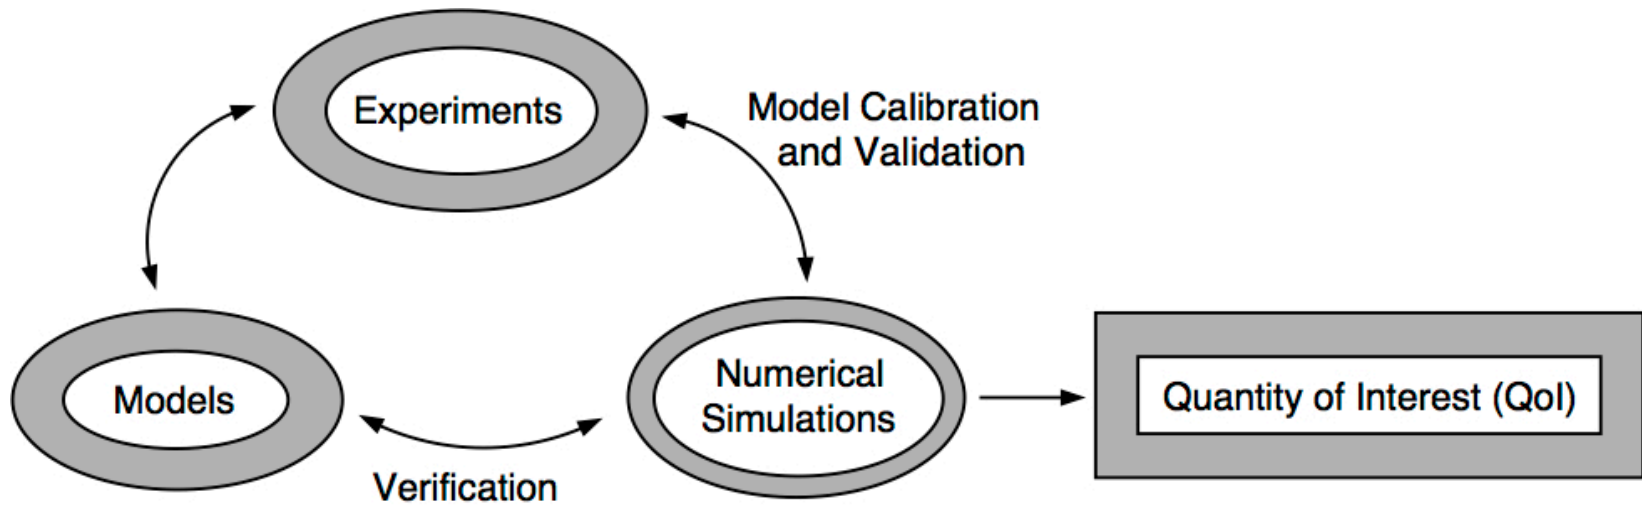 Experiments
Model Calibration
and Validation
Models
Numerical
Simulations
Quantity of Interest (QoI)
Verification